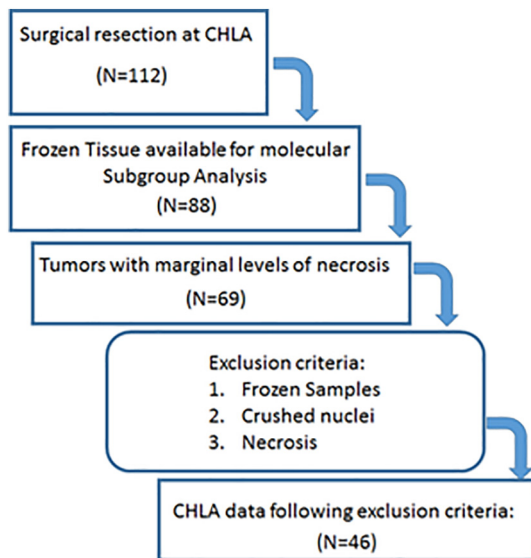 Surgical resection at CHLA
(N=112)
Frozen Tissue available for molecular
Subgroup Analysis
(N=88)
Tumors with marginal levels of necrosis
(N=69)
Exclusion criteria:
1. Frozen Samples
2. Crushed nuclei
3. Necrosis
CHLA data following exclusion criteria:
(N=46)